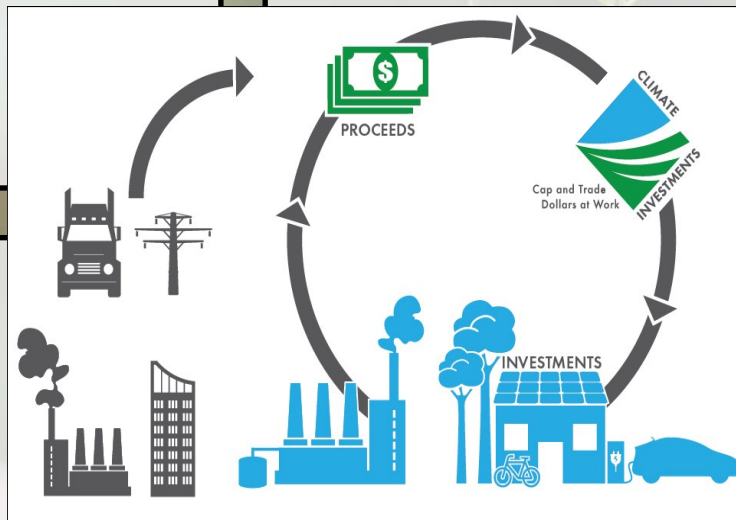 $
PROCEEDS
CLIMATE
INVESTMENTS
Cap and Trade
Dollars at Work
INVESTMENTS